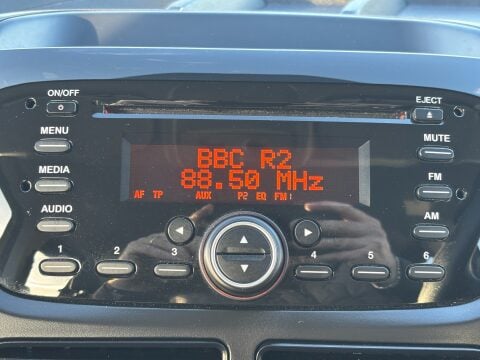 ON/OFF
EJECT
MENU
MUTE
BBC R2
88.50 MHz
MEDIA
FM
AF TP AUX P2 EQ FM1
AUDIO
AM
1 2 3 4 5 6